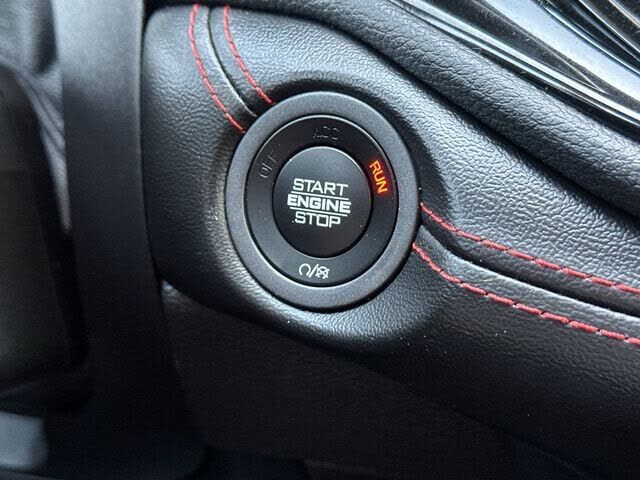 OFF
ACC
RUN
START
ENGINE
STOP